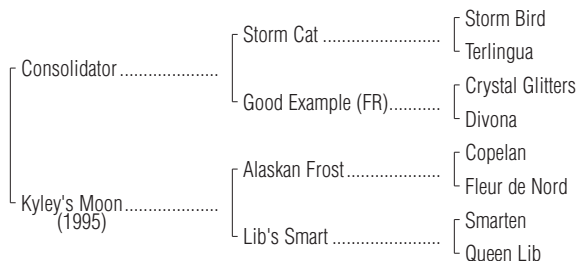 Storm Bird
Storm Cat ........................
Terlingua
Consolidator ....................
Crystal Glitters
Good Example (FR)...........
Divona
Copelan
Alaskan Frost ...................
Fleur de Nord
Kyley's Moon...................
(1995)
Smarten
Lib's Smart ......................
Queen Lib